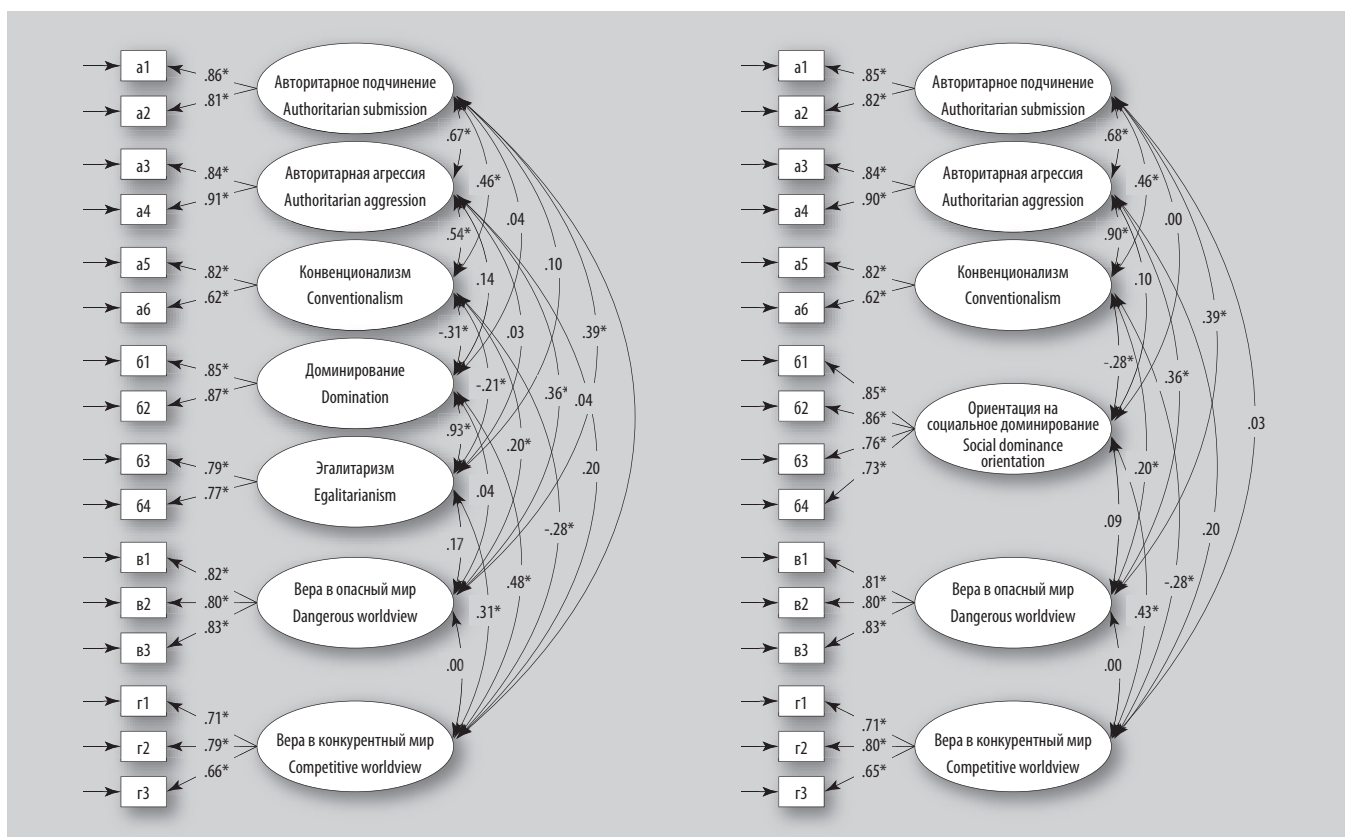 а1
.86*
а2
.81*
Авторитарное подчинение
Authoritarian submission
а3
.84*
а4
.91*
Авторитарная агрессия
Authoritarian aggression
а5
.82*
а6
.62*
Конвенционализм
Conventionalism
б1
.85*
б2
.87*
Доминирование
Domination
б3
.79*
б4
.77*
Эгалитаризм
Egalitarianism
в1
.82*
в2
.80*
в3
.83*
Вера в опасный мир
Dangerous worldview
г1
.71*
г2
.79*
г3
.66*
Вера в конкурентный мир
Competitive worldview
.67*
.46*
.04
.54*
.10
.14
-.31*
.03
.39*
-.21*
.36*
.04
.93*
.20*
.20
.04
-.28*
.17
.48*
.31*
.00
а1
.85*
а2
.82*
Авторитарное подчинение
Authoritarian submission
а3
.84*
а4
.90*
Авторитарная агрессия
Authoritarian aggression
а5
.82*
а6
.62*
Конвенционализм
Conventionalism
б1
.85*
б2
.86*
б3
.76*
б4
.73*
Ориентация на
социальное доминирование
Social dominance
orientation
в1
.81*
в2
.80*
в3
.83*
Вера в опасный мир
Dangerous worldview
г1
.71*
г2
.80*
г3
.65*
Вера в конкурентный мир
Competitive worldview
.68*
.46*
.00
.90*
.10
.39*
-.28*
.36*
.03
.20*
.09
.20
-.28*
.43*
.00